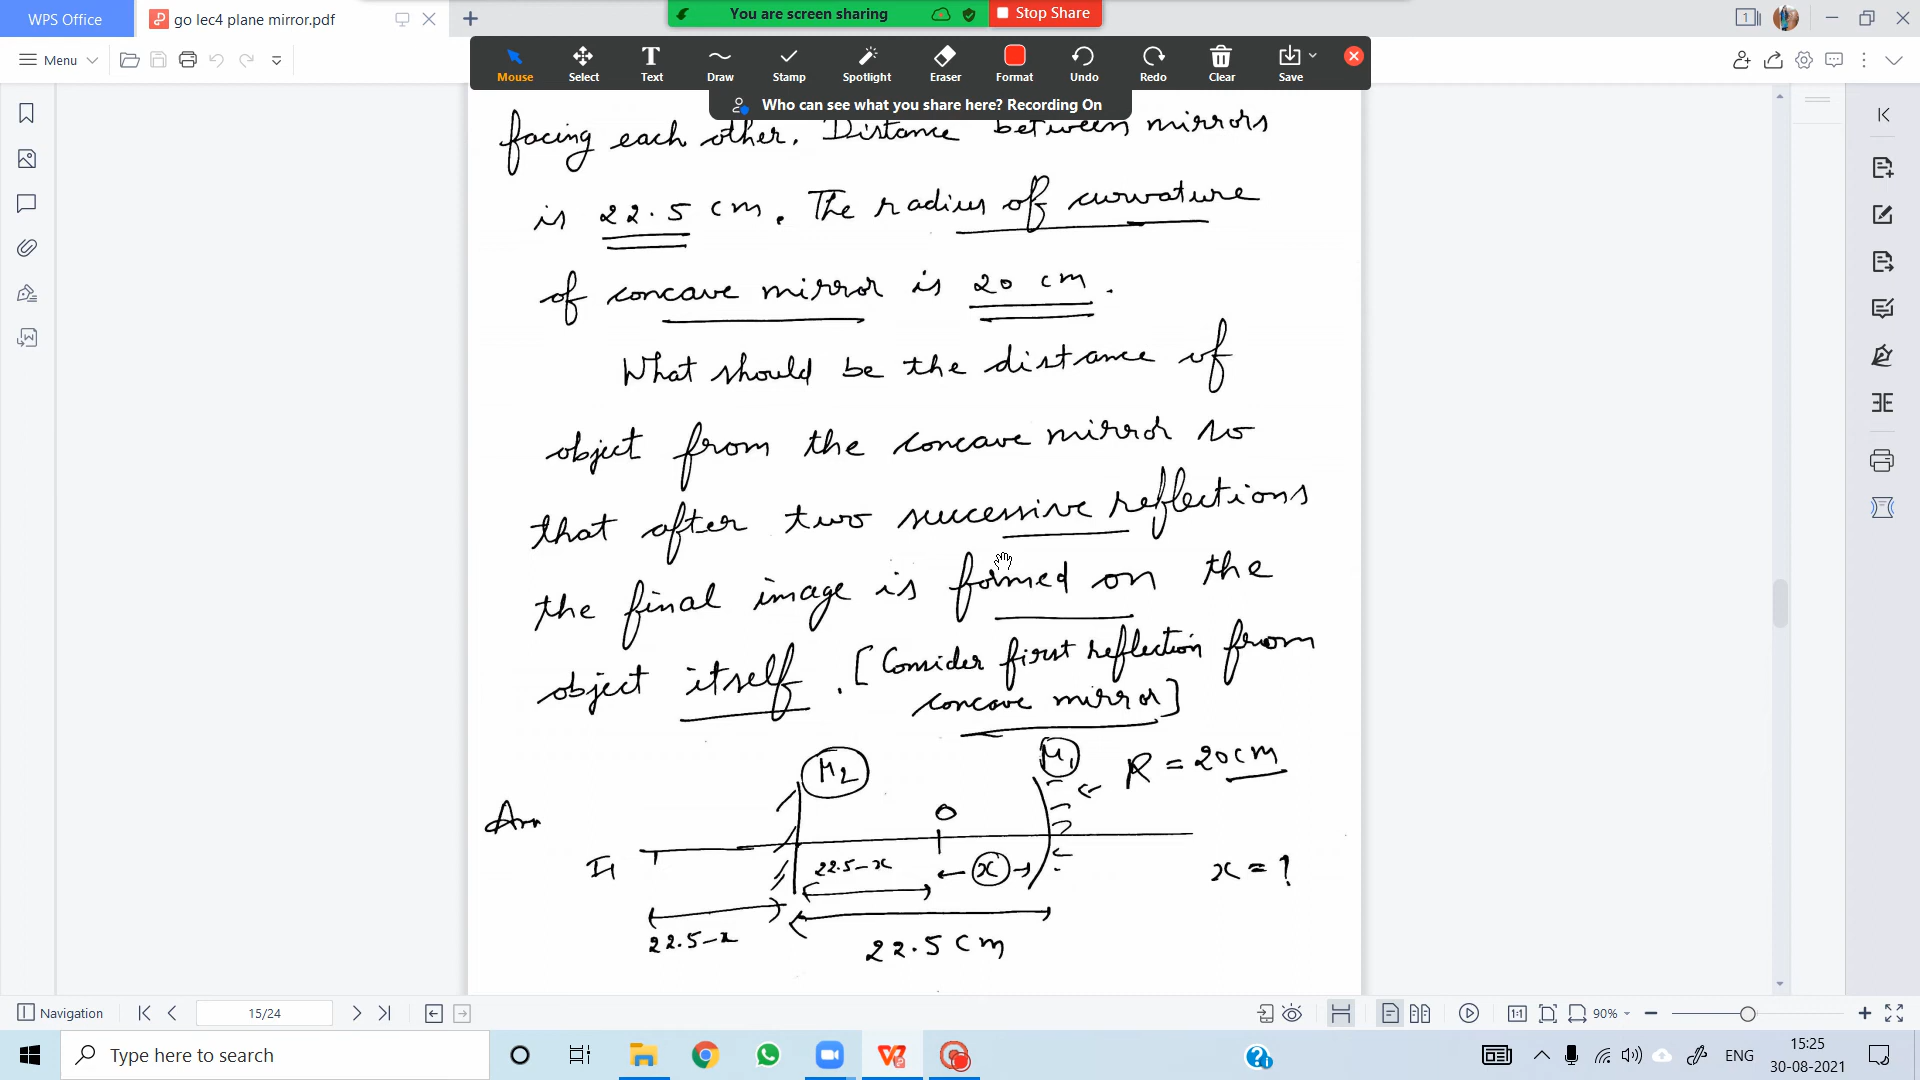 WPS Office
go lec4 plane mirror.pdf
You are screen sharing
Stop Share
1
Menu
Mouse
Select
Text
Draw
Stamp
Spotlight
Eraser
Format
Undo
Redo
Clear
Save
Who can see what you share here? Recording On
facing each other. Distance between mirrors
is 22.5 cm. The radius of curvature
of concave mirror is 20 cm.
What should be the distance of
object from the concave mirror so
that after two successive reflections
the final image is formed on the
object itself. [Consider first reflection from
concave mirror]
M2
M1
R = 20cm
Ans
O
I1
22.5-x
x
x = ?
22.5-x
22.5 cm
Navigation
15/24
1:1
90%
Type here to search
ENG
15:25
30-08-2021